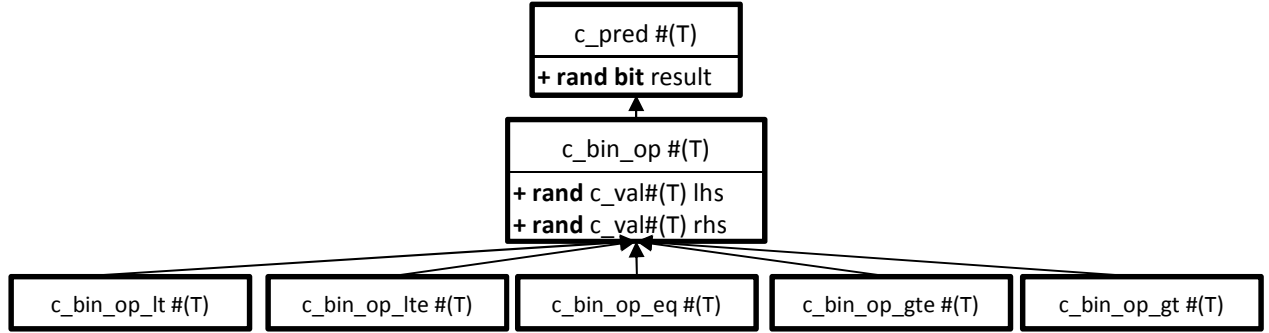 c_pred #(T)
+ rand bit result
c_bin_op #(T)
+ rand c_val#(T) lhs
+ rand c_val#(T) rhs
c_bin_op_lt #(T)
c_bin_op_lte #(T)
c_bin_op_eq #(T)
c_bin_op_gte #(T)
c_bin_op_gt #(T)